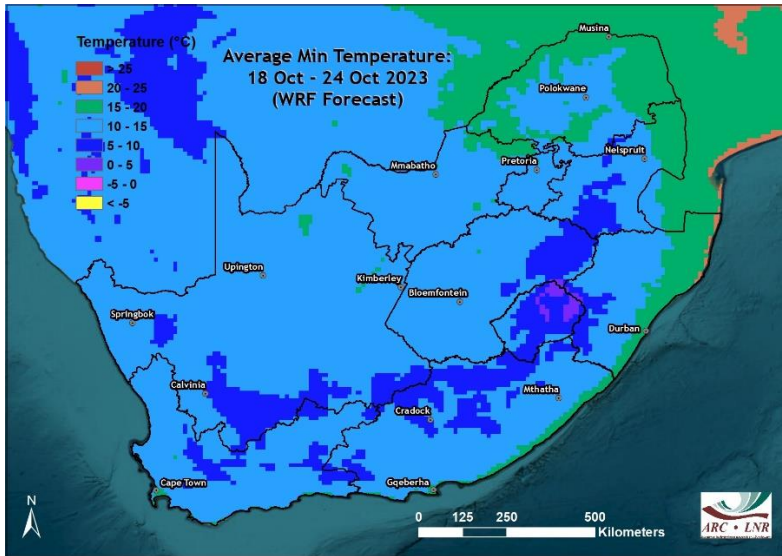 Temperature (°C)
> 25
20 - 25
15 - 20
10 - 15
5 - 10
0 - 5
-5 - 0
< -5
Average Min Temperature:
18 Oct - 24 Oct 2023
(WRF Forecast)
Musina
Polokwane
Nelspruit
Pretoria
Mmabatho
Upington
Kimberley
Bloemfontein
Springbok
Durban
Calvinia
Mthatha
Cradock
Cape Town
Gqeberha
N
0 125 250 500
Kilometers
ARC • LNR